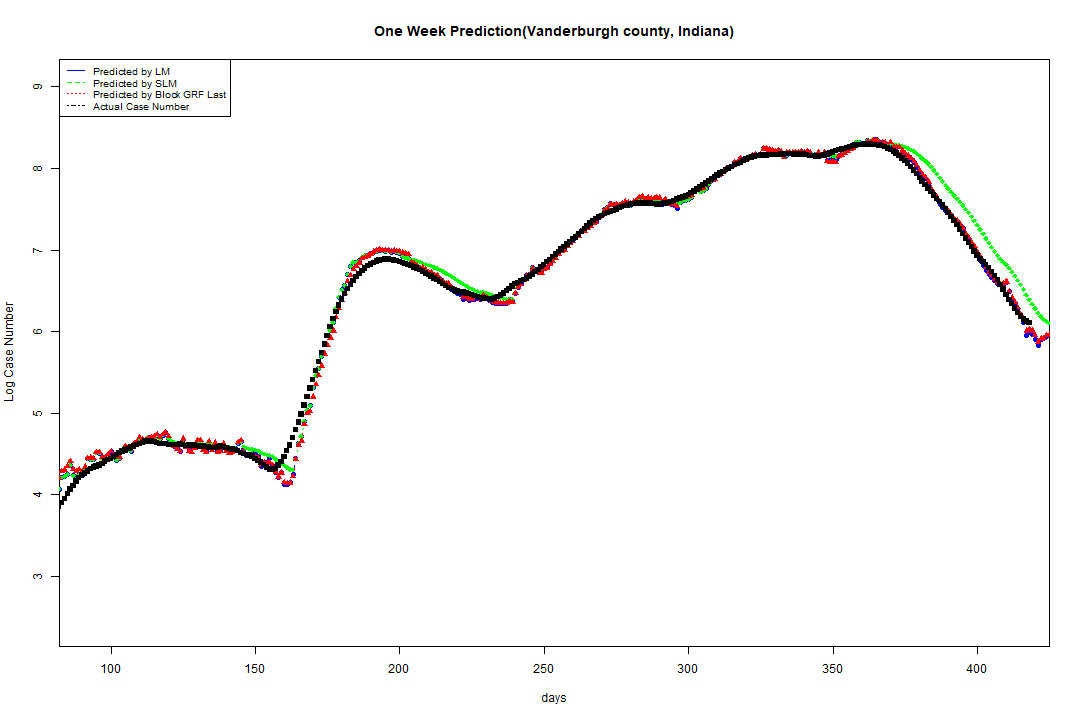 One Week Prediction(Vanderburgh county, Indiana)
Predicted by LM
Predicted by SLM
Predicted by Block GRF Last
Actual Case Number
Log Case Number
9
8
7
6
5
4
3
100 150 200 250 300 350 400
days